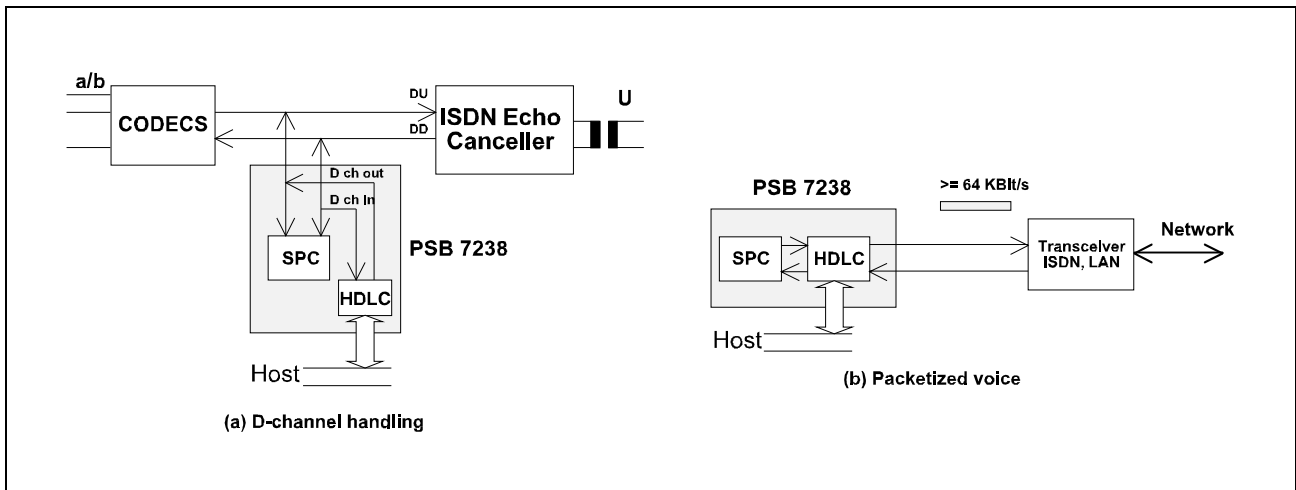 a/b
CODECS
DU
DD
ISDN Echo
Canceller
U
D ch out
D ch In
SPC
PSB 7238
HDLC
Host
(a) D-channel handling
PSB 7238
>= 64 KBIt/s
SPC
HDLC
Transcelver
ISDN, LAN
Network
Host
(b) Packetized voice